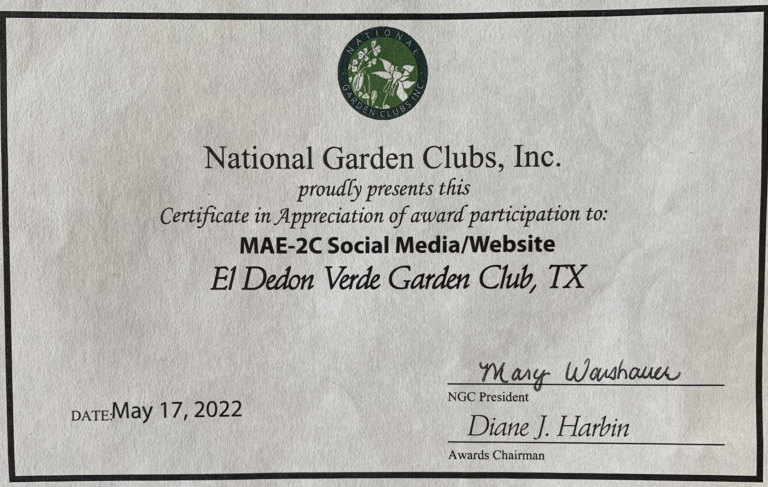 NATIONAL
GARDEN CLUBS INC
National Garden Clubs, Inc.
proudly presents this
Certificate in Appreciation of award participation to:
MAE-2C Social Media/Website
El Dedon Verde Garden Club, TX
Mary Warshauer
NGC President
DATE:May 17, 2022
Diane J. Harbin
Awards Chairman